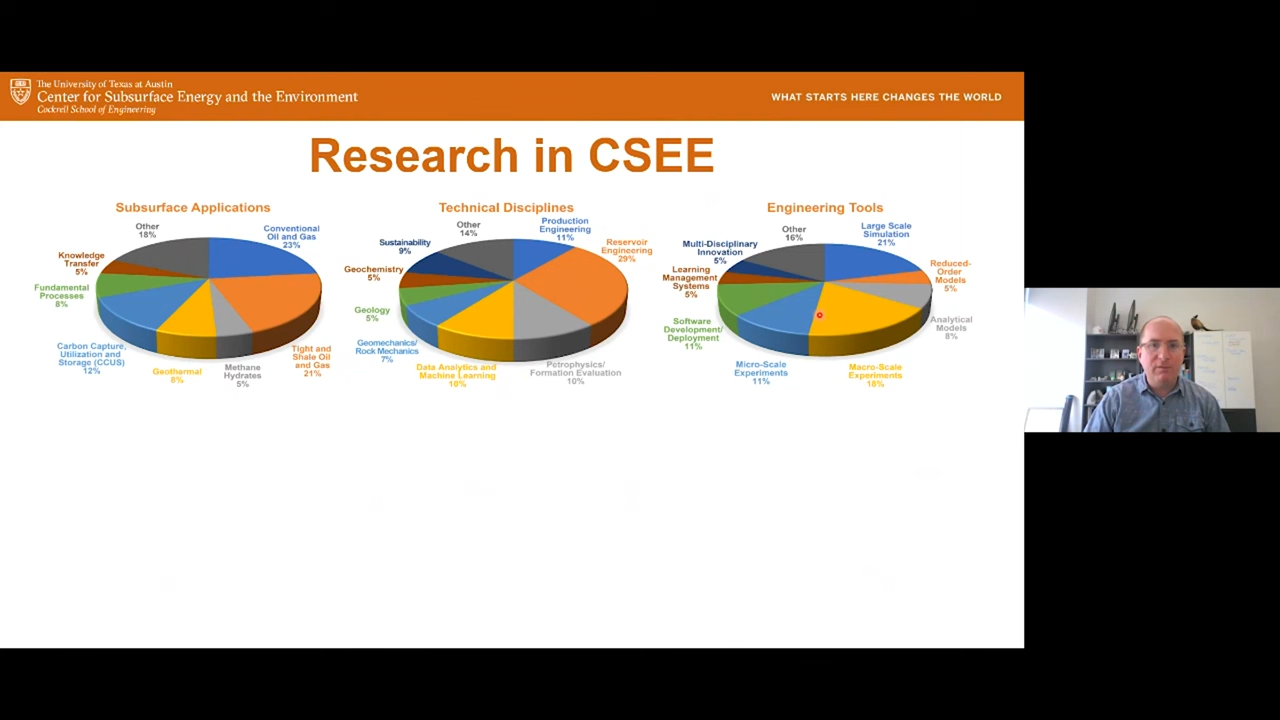 The University of Texas at Austin
Center for Subsurface Energy and the Environment
Cockrell School of Engineering
WHAT STARTS HERE CHANGES THE WORLD
Research in CSEE
Subsurface Applications
Other
18%
Conventional
Oil and Gas
23%
Knowledge
Transfer
5%
Fundamental
Processes
8%
Carbon Capture,
Utilization and
Storage (CCUS)
12%
Geothermal
8%
Methane
Hydrates
5%
Tight and
Shale Oil
and Gas
21%
Technical Disciplines
Other
14%
Production
Engineering
11%
Sustainability
9%
Reservoir
Engineering
29%
Geochemistry
5%
Geology
5%
Geomechanics/
Rock Mechanics
7%
Data Analytics and
Machine Learning
10%
Petrophysics/
Formation Evaluation
10%
Engineering Tools
Other
16%
Large Scale
Simulation
21%
Multi-Disciplinary
Innovation
5%
Reduced-
Order
Models
5%
Learning
Management
Systems
5%
Analytical
Models
8%
Software
Development/
Deployment
11%
Micro-Scale
Experiments
11%
Macro-Scale
Experiments
18%